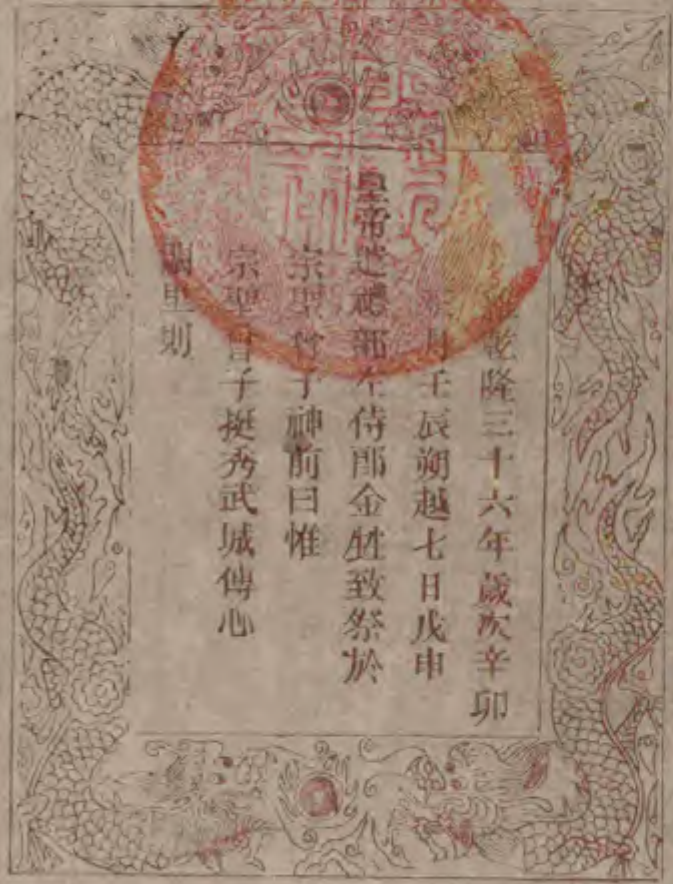 乾隆三十六年歲次辛卯
月壬辰朔越七日戊申
皇帝遣禮部左侍郎金甡致祭於
宗聖曾子神前曰惟
宗聖曾子挺秀武城傳心
闕里則